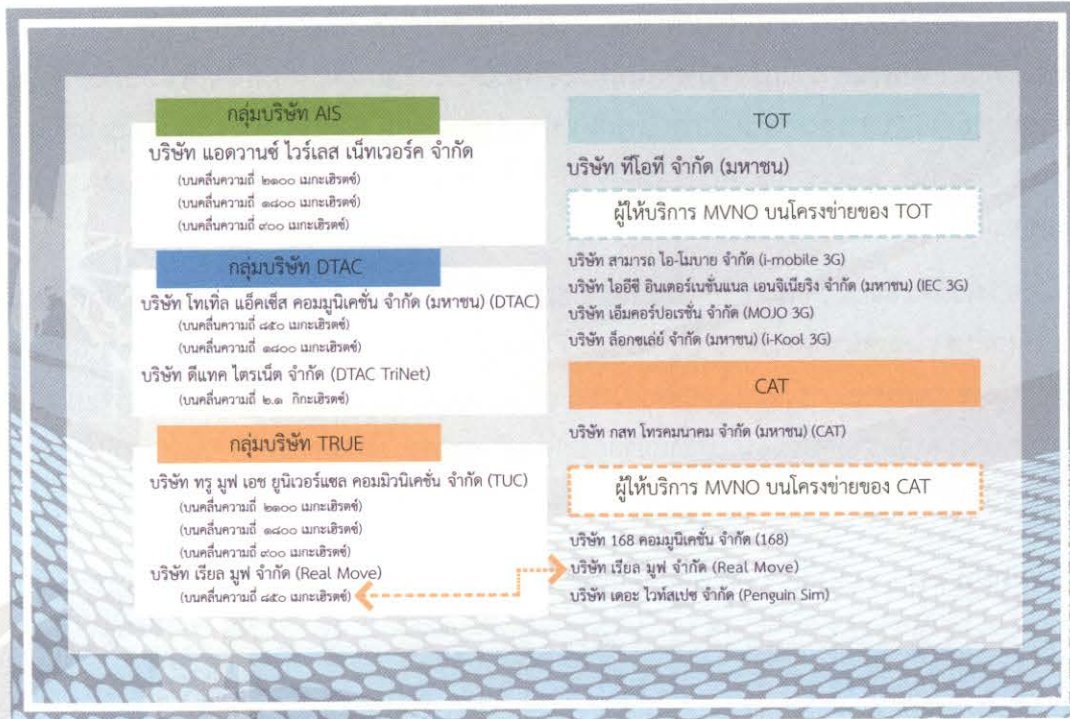 กลุ่มบริษัท AIS
บริษัท แอดวานซ์ ไวร์เลส เน็ทเวอร์ค จำกัด
(บนคลื่นความถี่ ๒๑๐๐ เมกะเฮิรตซ์)
(บนคลื่นความถี่ ๑๘๐๐ เมกะเฮิรตซ์)
(บนคลื่นความถี่ ๙๐๐ เมกะเฮิรตซ์)
กลุ่มบริษัท DTAC
บริษัท โทเทิ่ล แอ็คเซ็ส คอมมูนิเคชั่น จำกัด (มหาชน) (DTAC)
(บนคลื่นความถี่ ๘๕๐ เมกะเฮิรตซ์)
(บนคลื่นความถี่ ๑๘๐๐ เมกะเฮิรตซ์)
บริษัท ดีแทค ไตรเน็ต จำกัด (DTAC TriNet)
(บนคลื่นความถี่ ๒.๑ กิกะเฮิรตซ์)
กลุ่มบริษัท TRUE
บริษัท ทรู มูฟ เอช ยูนิเวอร์แซล คอมมิวนิเคชั่น จำกัด (TUC)
(บนคลื่นความถี่ ๒๑๐๐ เมกะเฮิรตซ์)
(บนคลื่นความถี่ ๑๘๐๐ เมกะเฮิรตซ์)
(บนคลื่นความถี่ ๙๐๐ เมกะเฮิรตซ์)
บริษัท เรียล มูฟ จำกัด (Real Move)
(บนคลื่นความถี่ ๘๕๐ เมกะเฮิรตซ์)
TOT
บริษัท ทีโอที จำกัด (มหาชน)
ผู้ให้บริการ MVNO บนโครงข่ายของ TOT
บริษัท สามารถ ไอ-โมบาย จำกัด (i-mobile 3G)
บริษัท ไออีซี อินเตอร์เนชั่นแนล เอนจิเนียริง จำกัด (มหาชน) (IEC 3G)
บริษัท เอ็มคอร์ปอเรชั่น จำกัด (MOJO 3G)
บริษัท ล็อกซเล่ย์ จำกัด (มหาชน) (i-Kool 3G)
CAT
บริษัท กสท โทรคมนาคม จำกัด (มหาชน) (CAT)
ผู้ให้บริการ MVNO บนโครงข่ายของ CAT
บริษัท 168 คอมมูนิเคชั่น จำกัด (168)
บริษัท เรียล มูฟ จำกัด (Real Move)
บริษัท เดอะ ไวท์สเปซ จำกัด (Penguin Sim)